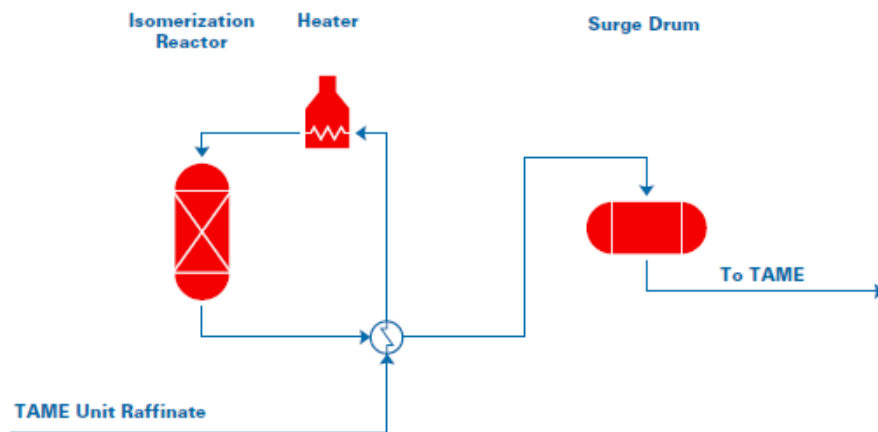 Isomerization
Reactor
Heater
Surge Drum
To TAME
TAME Unit Raffinate